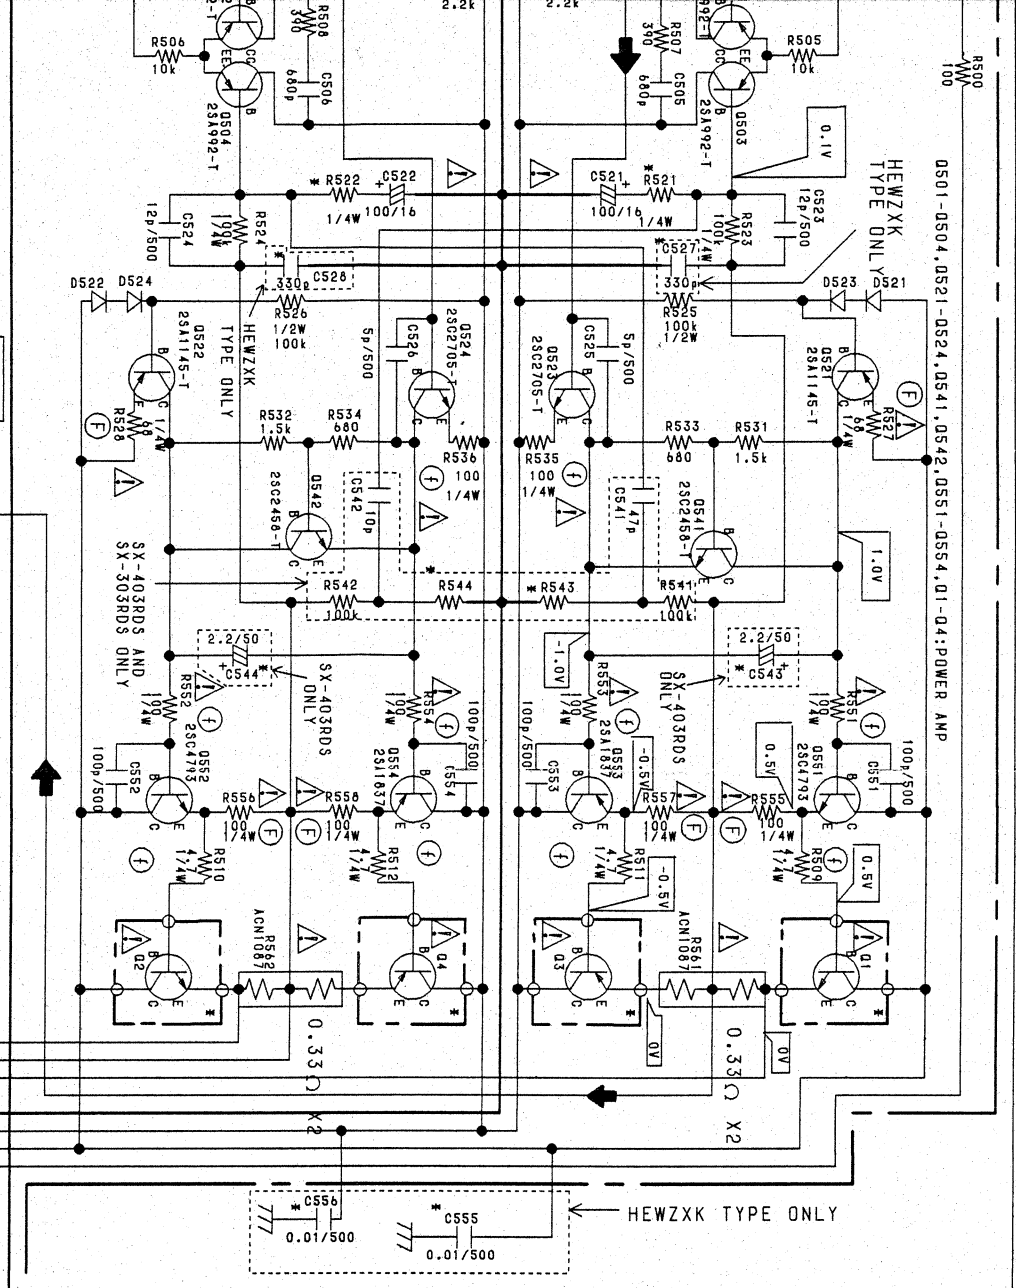 2.2k
2.2k
R508
390
R507
390
R506
10k
R505
10k
R500
100
C506
680p
C505
680p
Q504
2SA992-T
Q503
2SA992-T
0.1V
HEWZXK
TYPE ONLY
Q501-Q504,Q521-Q524,Q541,Q542,Q551-Q554,Q1-Q4:POWER AMP
* R522
1/4W
+ C522
100/16
C521 +
100/16
* R521
1/4W
C524
12p/500
R524
100k
1/4W
R523
100k
1/4W
C523
12p/500
* C528
330p
* C527
330p
D522
D524
D523
D521
R526
1/2W
100k
R525
100k
1/2W
HEWZXK
TYPE ONLY
Q522
2SA1145-T
C526
5p/500
Q524
2SC2705-T
Q523
2SC2705-T
C525
5p/500
Q521
2SA1145-T
R528
68
1/4W
F
R527
68
1/4W
F
R532
1.5k
R534
680
R536
100
1/4W
R535
100
1/4W
R533
680
R531
1.5k
f
f
Q542
2SC2458-T
C542
10p
C541
47p
Q541
2SC2458-T
1.0V
SX-403RDS AND
SX-303RDS ONLY
R542
100k
R544
* R543
R541
100k
2.2/50
+ C544 *
SX-403RDS
ONLY
-1.0V
SX-403RDS
ONLY
2.2/50
* C543 +
R552
100
1/4W
f
R554
100
1/4W
f
R553
100
1/4W
f
R551
100
1/4W
f
C552
100p/500
Q552
2SC4793
Q554
2SA1837
C554
100p/500
C553
100p/500
Q553
2SA1837
-0.5V
0.5V
Q551
2SC4793
C551
100p/500
R556
100
1/4W
F
R558
100
1/4W
F
R557
100
1/4W
F
R555
100
1/4W
F
R510
4.7
1/4W
f
R512
4.7
1/4W
f
R511
4.7
1/4W
f
-0.5V
R509
4.7
1/4W
f
0.5V
Q2
R562
ACN1087
Q4
Q3
R561
ACN1087
Q1
0V
0V
0.33Ω X2
0.33Ω X2
* C556
0.01/500
* C555
0.01/500
HEWZXK TYPE ONLY